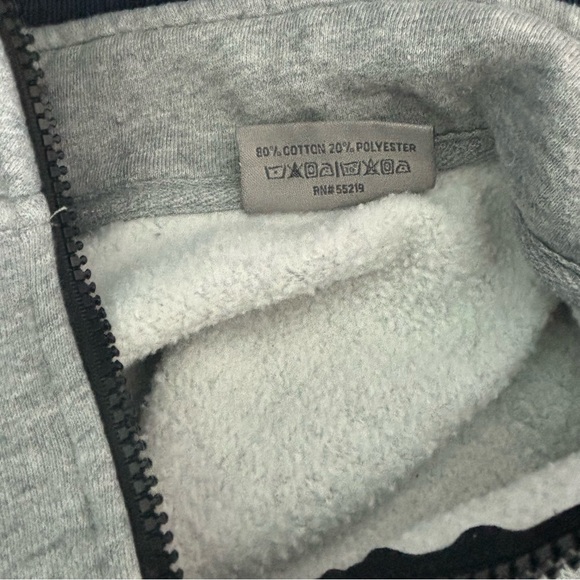 80% COTTON 20% POLYESTER
RN# 55219